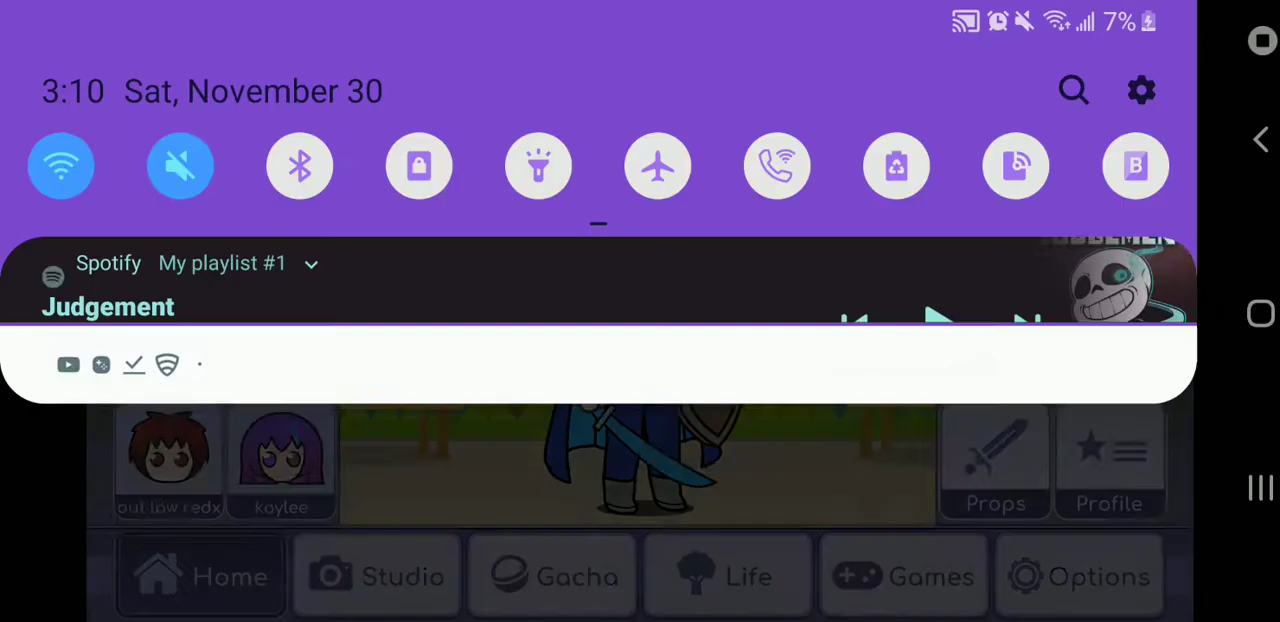 7%
3:10 Sat, November 30
B
Spotify My playlist #1
Judgement
out low redx
kaylee
Props
Profile
Home
Studio
Gacha
Life
Games
Options